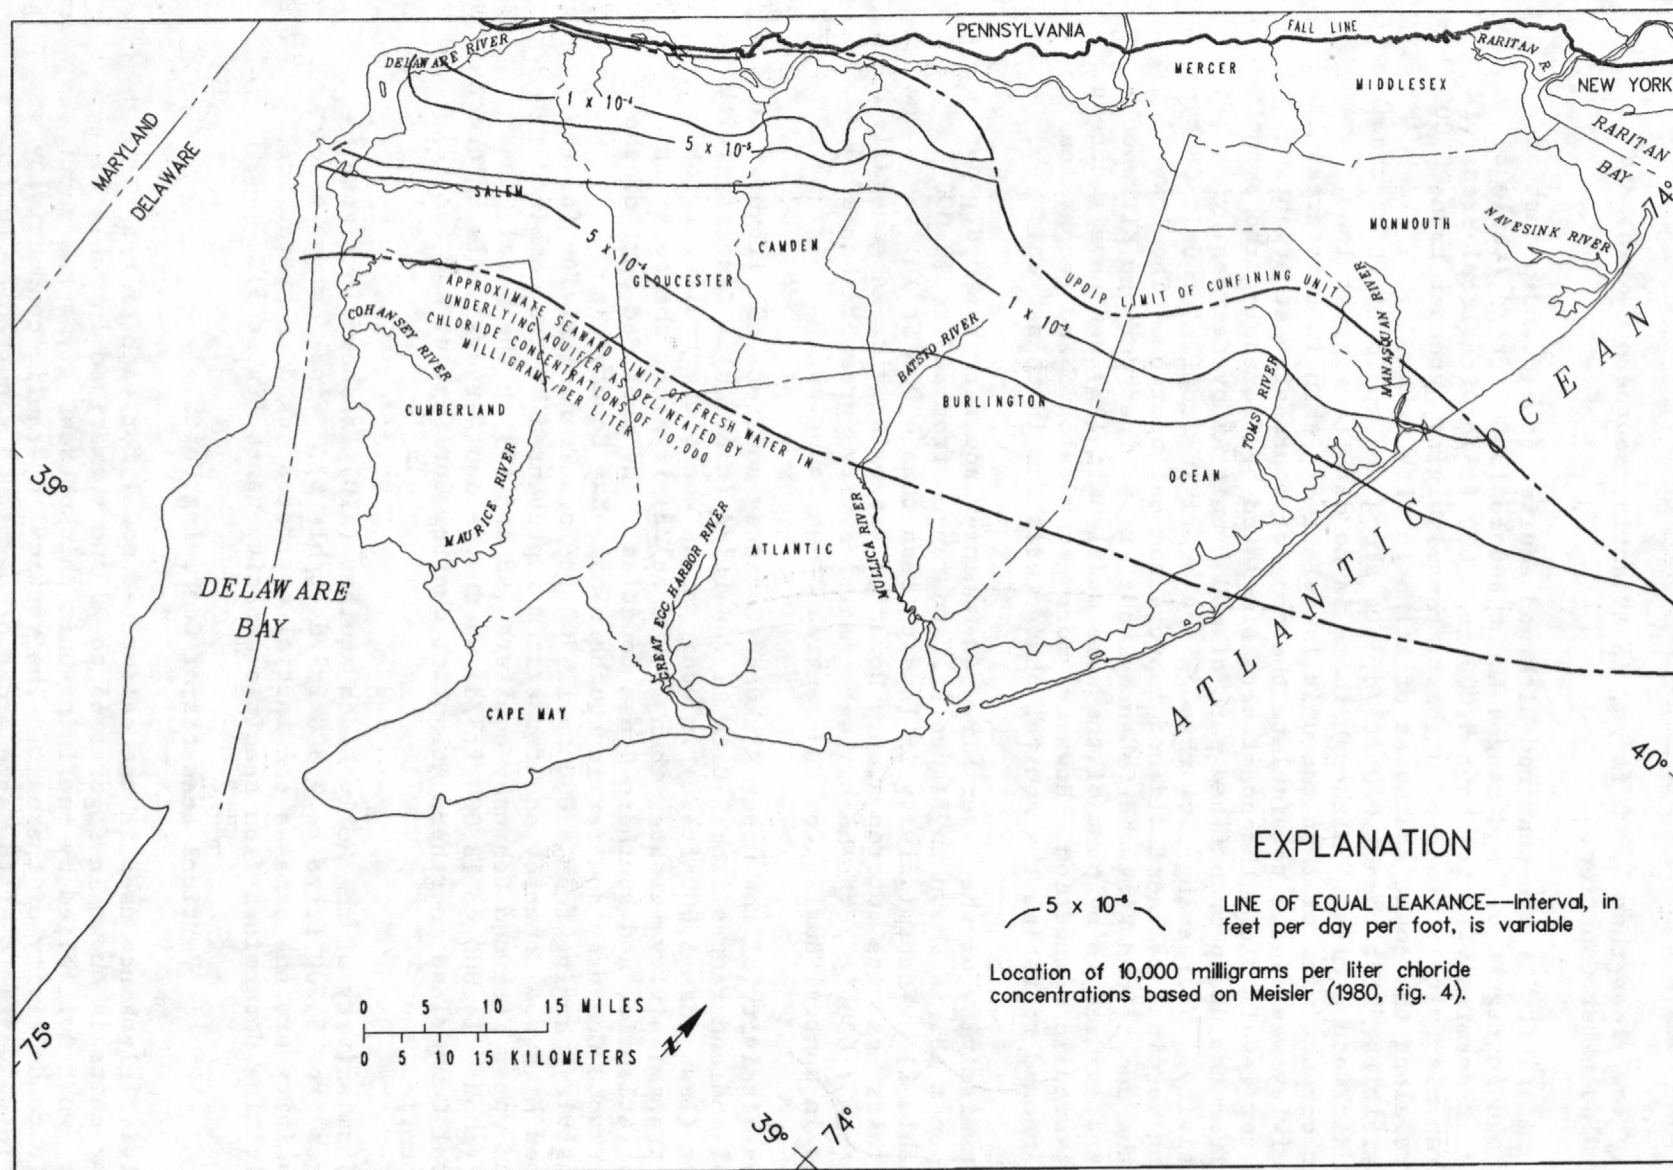 PENNSYLVANIA
FALL LINE
DELAWARE RIVER
RARITAN R
MERCER
MIDDLESEX
NEW YORK
RARITAN
BAY
74°
MARYLAND
DELAWARE
1 x 10⁻⁴
5 x 10⁻⁵
SALEM
MONMOUTH
NAVESINK RIVER
CAMDEN
5 x 10⁻⁶
GLOUCESTER
UPDIP LIMIT OF CONFINING UNIT
MANASQUAN RIVER
APPROXIMATE SEAWARD LIMIT OF FRESH WATER IN
UNDERLYING AQUIFER AS DELINEATED BY
CHLORIDE CONCENTRATIONS OF 10,000
MILLIGRAMS PER LITER
COHANSEY RIVER
BATSTO RIVER
CUMBERLAND
BURLINGTON
TOMS RIVER
OCEAN
39°
MAURICE RIVER
GREAT EGG HARBOR RIVER
ATLANTIC
MULLICA RIVER
ATLANTIC OCEAN
DELAWARE
BAY
CAPE MAY
40°
EXPLANATION
5 x 10⁻⁶
LINE OF EQUAL LEAKANCE--Interval, in
feet per day per foot, is variable
Location of 10,000 milligrams per liter chloride
concentrations based on Meisler (1980, fig. 4).
0 5 10 15 MILES
0 5 10 15 KILOMETERS
N
75°
39°
74°